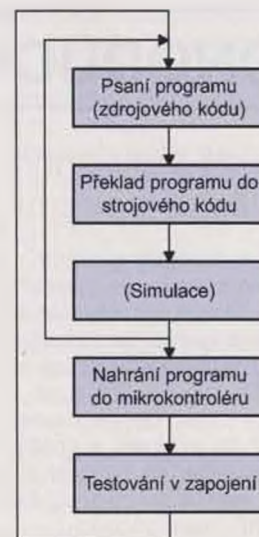 Psaní programu
(zdrojového kódu)
Překlad programu do
strojového kódu
(Simulace)
Nahrání programu
do mikrokontroléru
Testování v zapojení